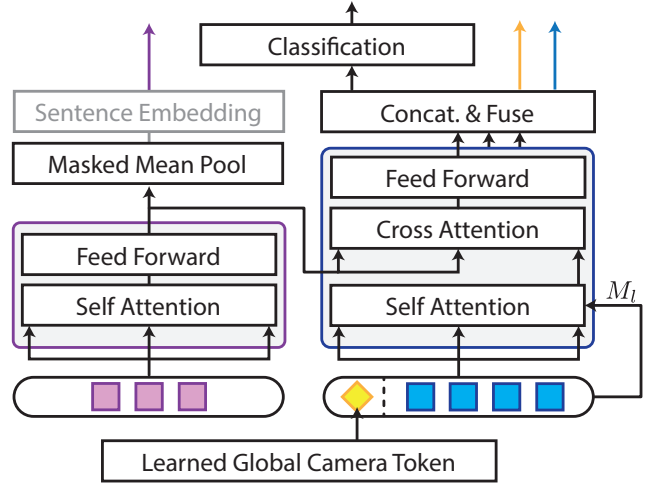 Classification
Sentence Embedding
Concat. & Fuse
Masked Mean Pool
Feed Forward
Cross Attention
Feed Forward
Self Attention
Self Attention
M_l
Learned Global Camera Token